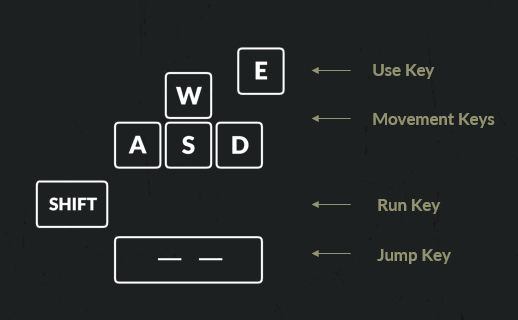 E
Use Key
W
Movement Keys
A S D
SHIFT
Run Key
Jump Key